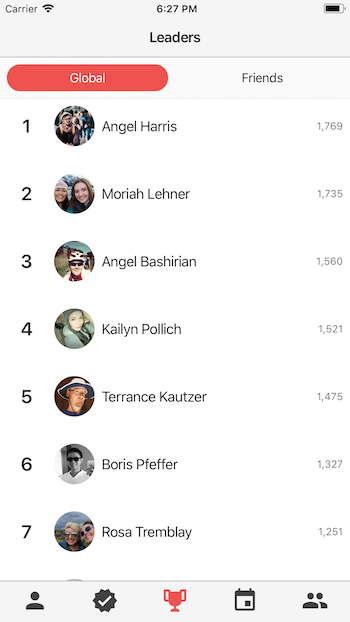 Carrier 6:27 PM
Leaders
Global Friends
1 Angel Harris 1,769
2 Moriah Lehner 1,735
3 Angel Bashirian 1,560
4 Kailyn Pollich 1,521
5 Terrance Kautzer 1,475
6 Boris Pfeffer 1,327
7 Rosa Tremblay 1,251